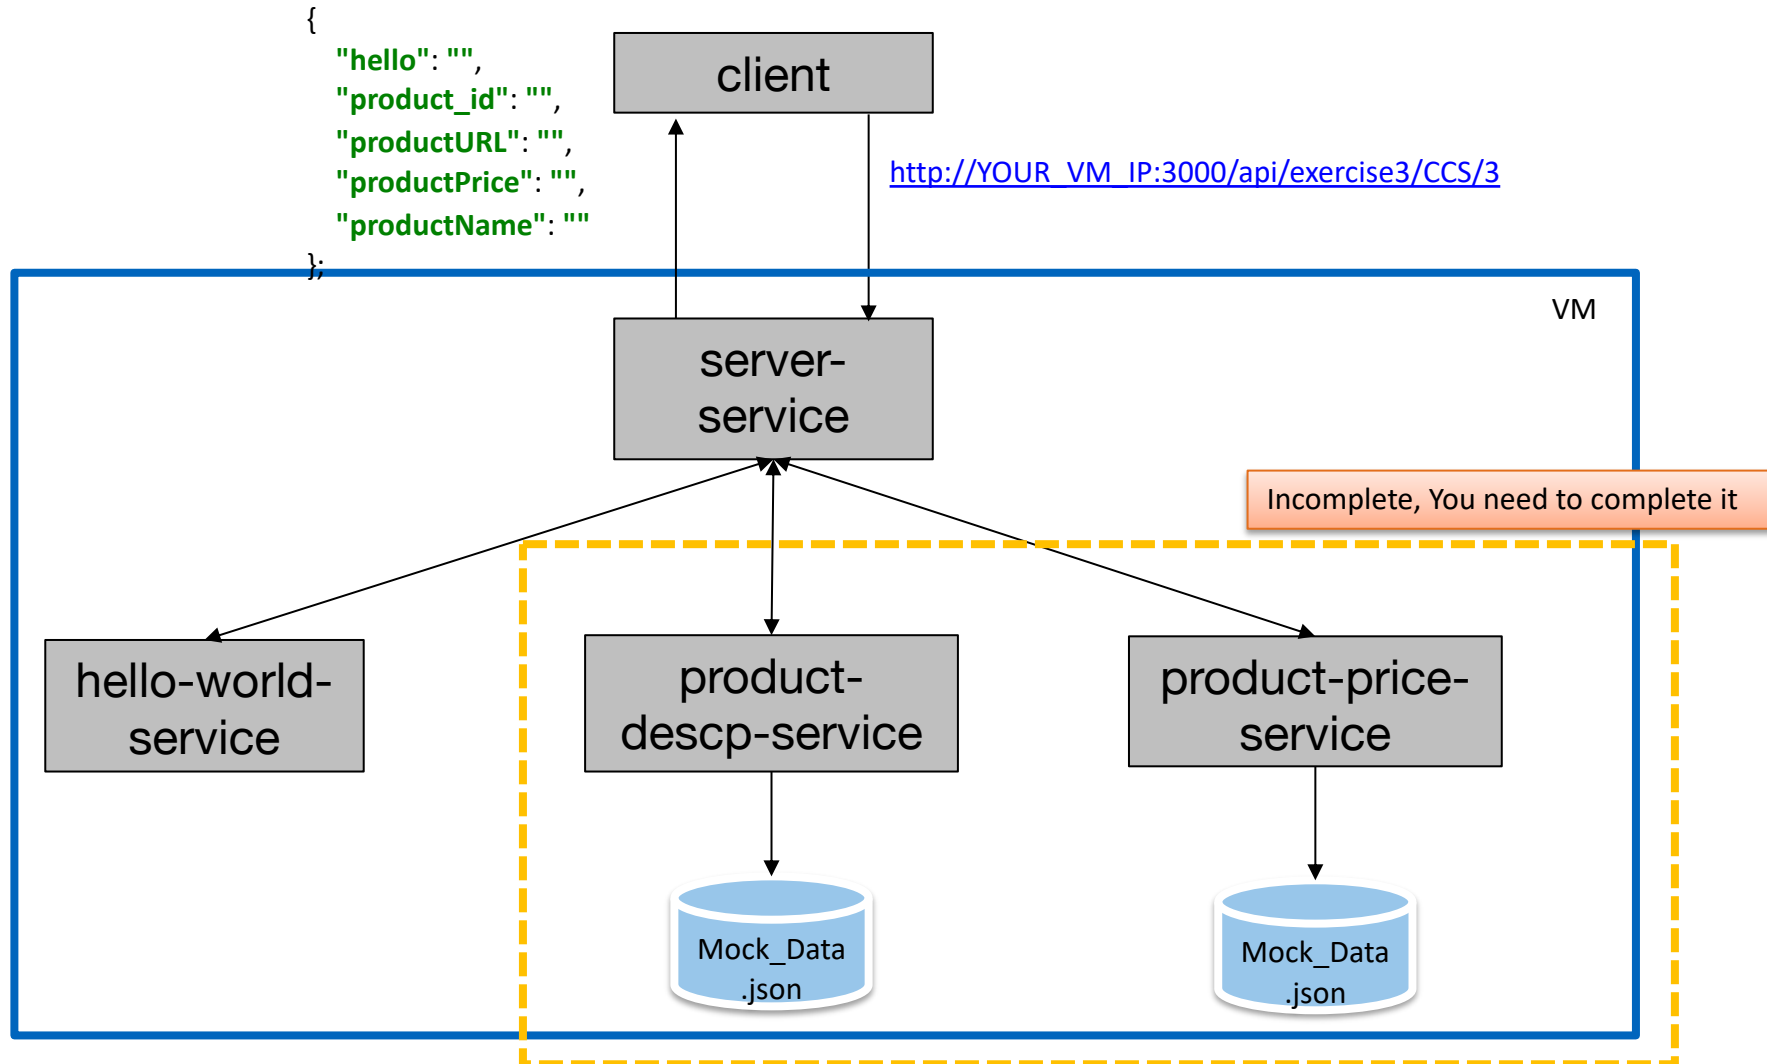 {
"hello": "",
"product_id": "",
"productURL": "",
"productPrice": "",
"productName": ""
};
client
http://YOUR_VM_IP:3000/api/exercise3/CCS/3
VM
server-
service
Incomplete, You need to complete it
hello-world-
service
product-
descp-service
product-price-
service
Mock_Data
.json
Mock_Data
.json